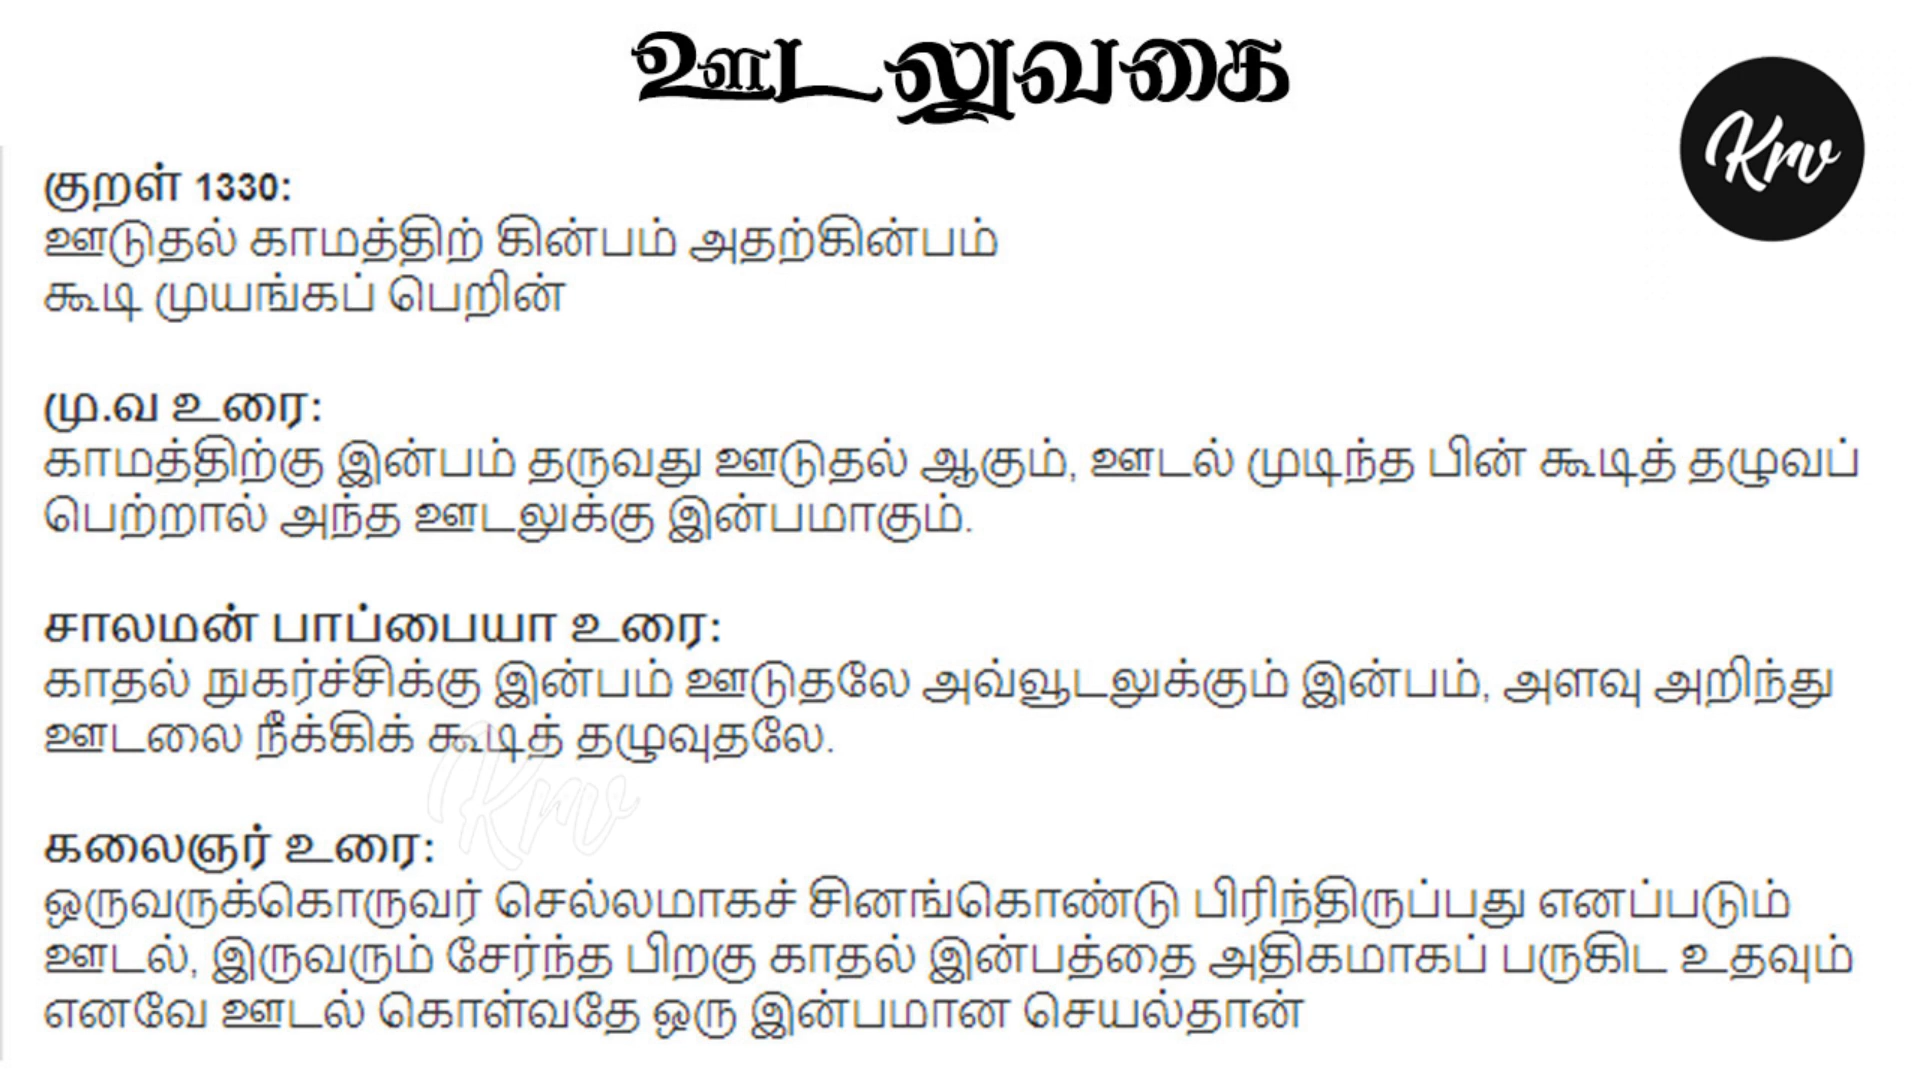 ஊடலுவகை
Krv
குறள் 1330:
ஊடுதல் காமத்திற் கின்பம் அதற்கின்பம்
கூடி முயங்கப் பெறின்
மு.வ உரை:
காமத்திற்கு இன்பம் தருவது ஊடுதல் ஆகும், ஊடல் முடிந்த பின் கூடித் தழுவப்
பெற்றால் அந்த ஊடலுக்கு இன்பமாகும்.
சாலமன் பாப்பையா உரை:
காதல் நுகர்ச்சிக்கு இன்பம் ஊடுதலே அவ்வூடலுக்கும் இன்பம், அளவு அறிந்து
ஊடலை நீக்கிக் கூடித் தழுவுதலே.
Krv
கலைஞர் உரை:
ஒருவருக்கொருவர் செல்லமாகச் சினங்கொண்டு பிரிந்திருப்பது எனப்படும்
ஊடல், இருவரும் சேர்ந்த பிறகு காதல் இன்பத்தை அதிகமாகப் பருகிட உதவும்
எனவே ஊடல் கொள்வதே ஒரு இன்பமான செயல்தான்